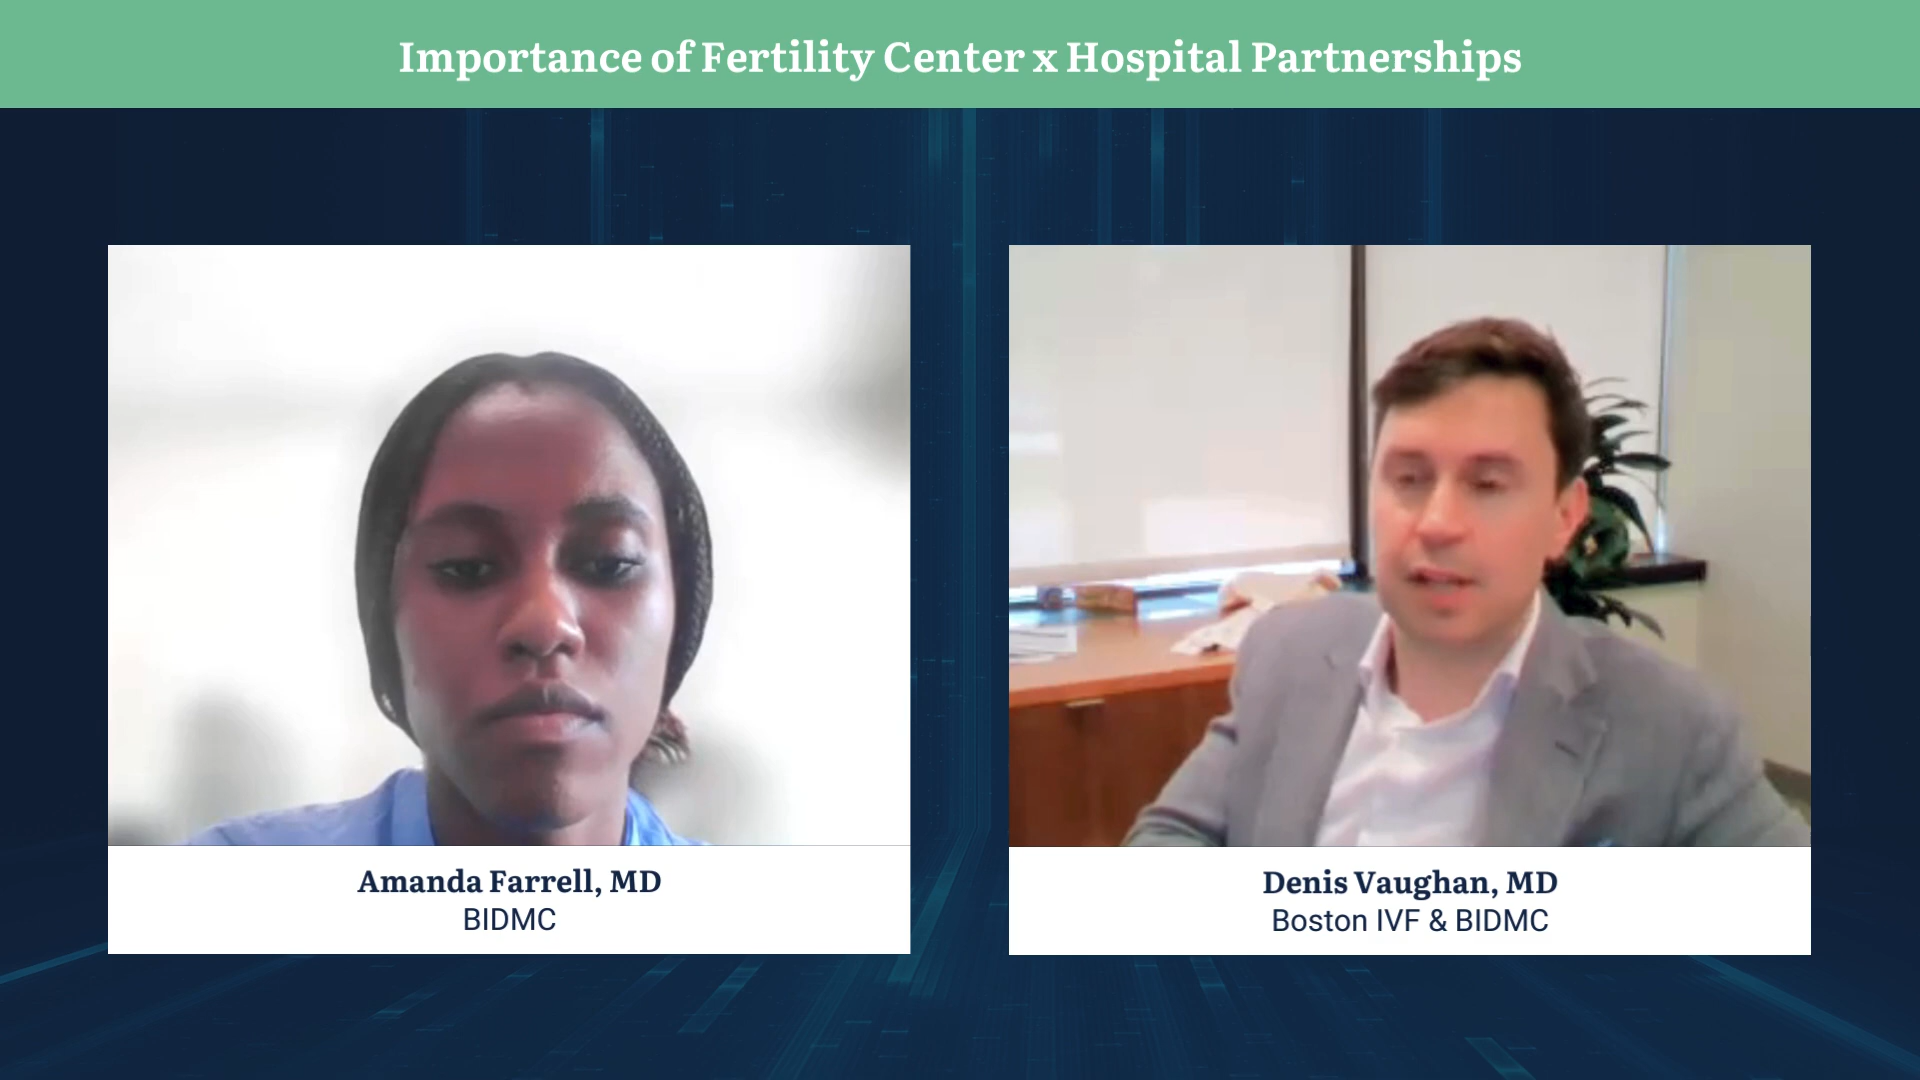 Importance of Fertility Center x Hospital Partnerships
Amanda Farrell, MD
BIDMC
Denis Vaughan, MD
Boston IVF & BIDMC